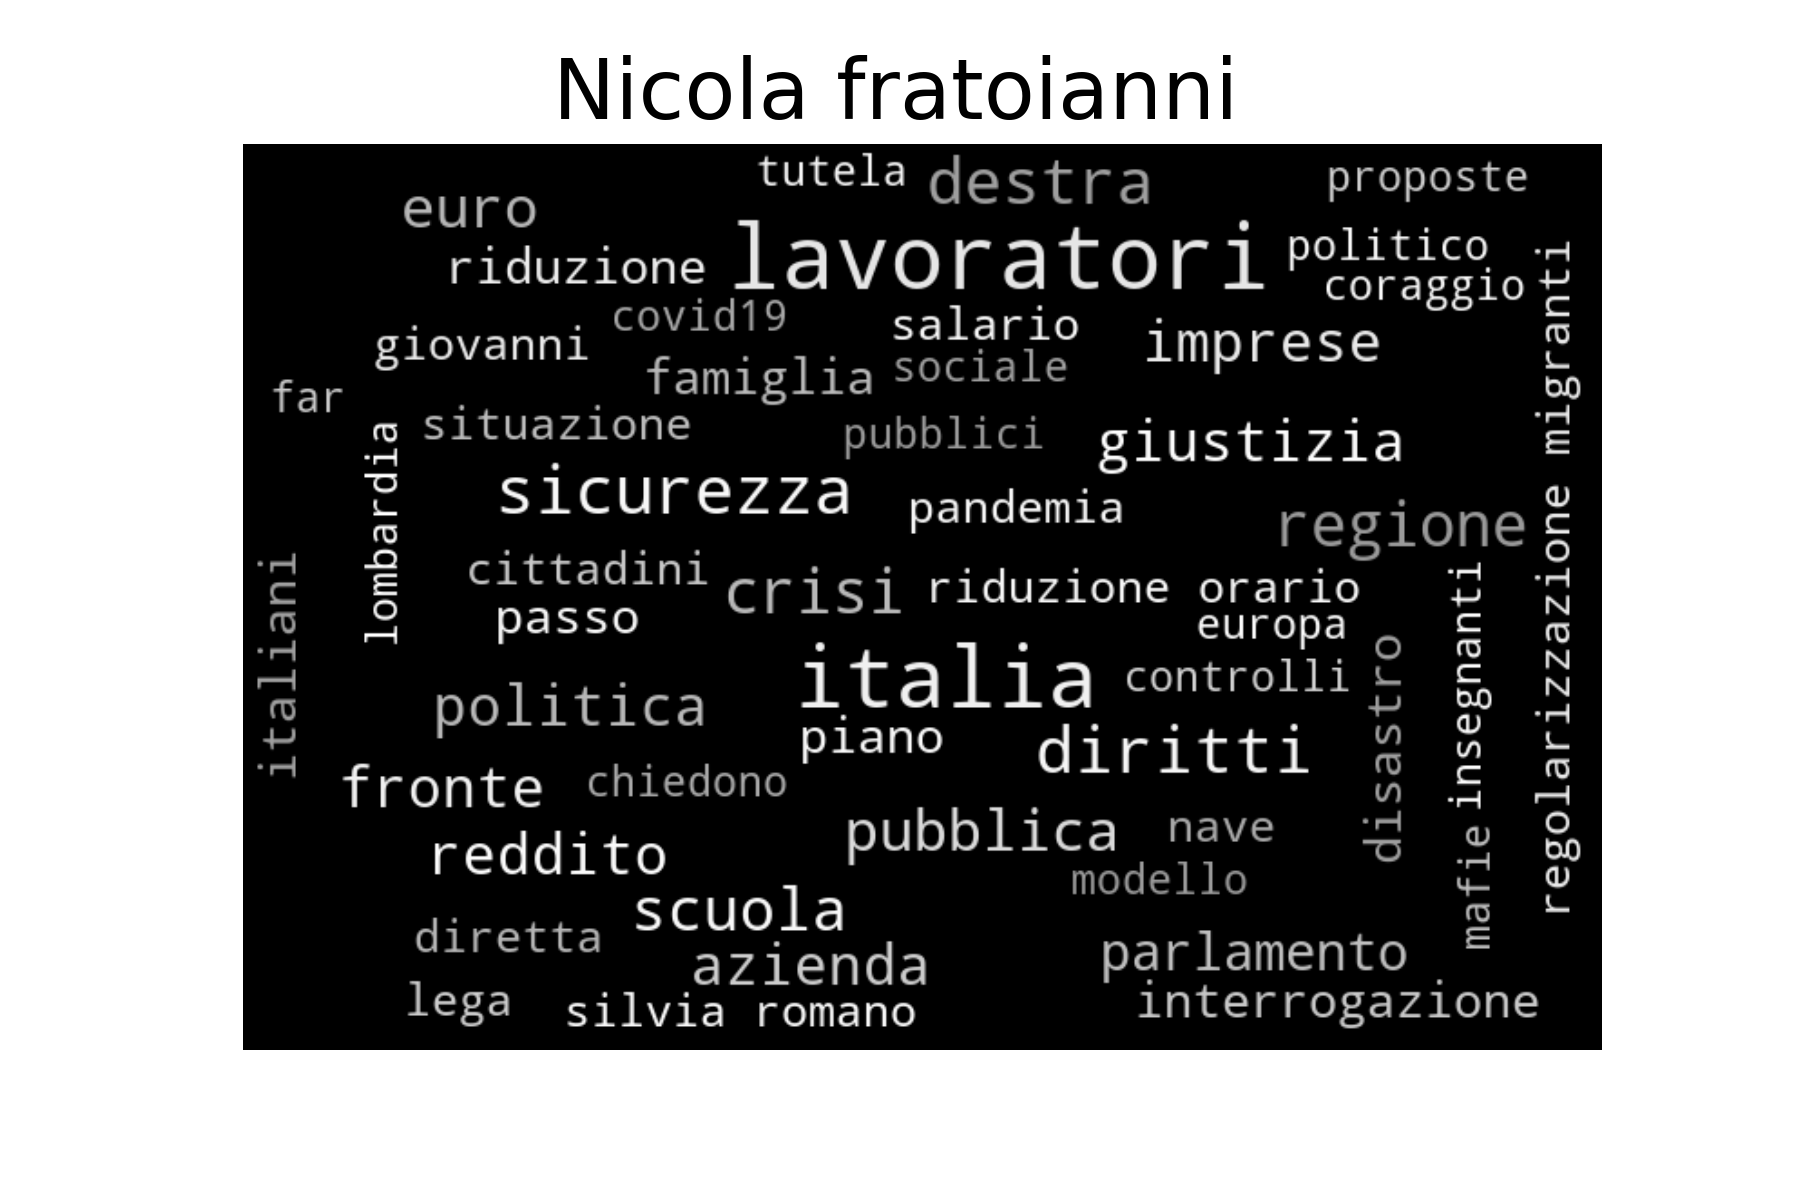 Nicola fratoianni
tutela
destra
proposte
euro
lavoratori
politico
riduzione
coraggio
covid19
salario
imprese
giovanni
famiglia
sociale
far
situazione
pubblici
giustizia
regolarizzazione migranti
lombardia
sicurezza
pandemia
regione
cittadini
crisi
riduzione orario
passo
europa
italiani
italia
controlli
insegnanti
politica
piano
diritti
disastro
fronte
chiedono
pubblica
nave
reddito
modello
mafie
scuola
diretta
azienda
parlamento
lega
silvia romano
interrogazione